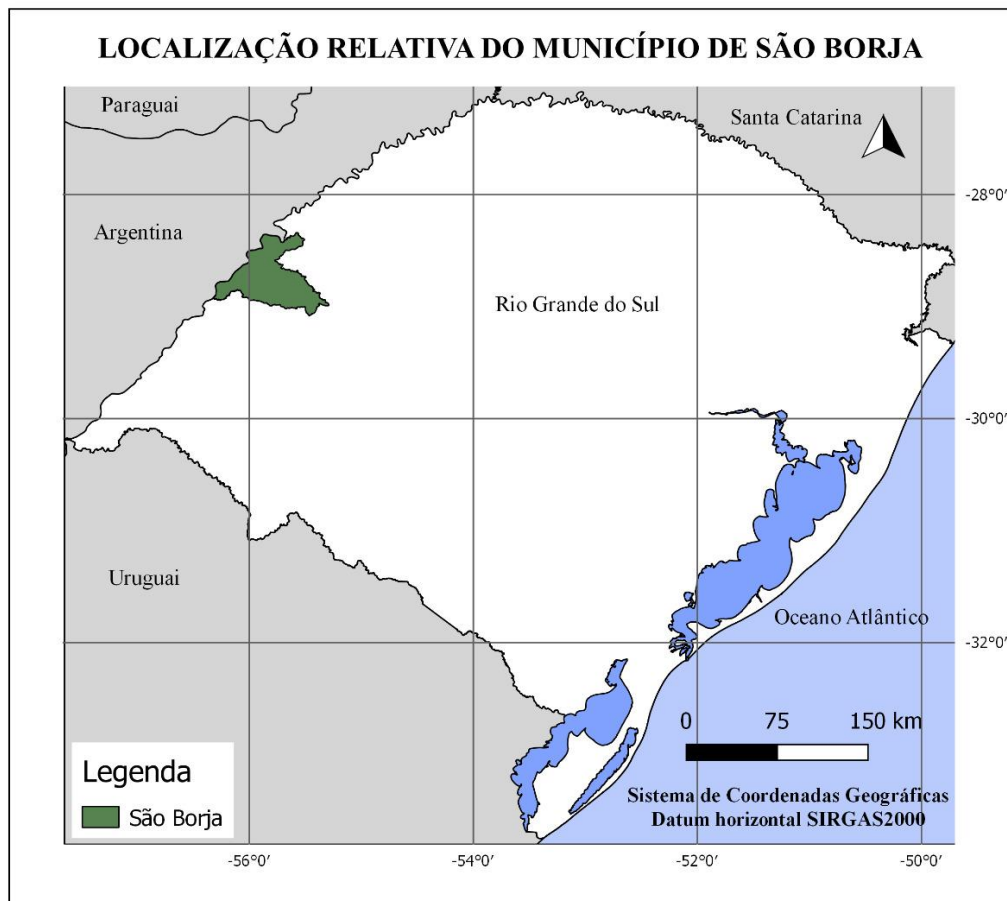 LOCALIZAÇÃO RELATIVA DO MUNICÍPIO DE SÃO BORJA
Paraguai
Santa Catarina
-28°0'
Argentina
Rio Grande do Sul
-30°0'
Uruguai
Oceano Atlântico
-32°0'
0 75 150 km
Legenda
São Borja
Sistema de Coordenadas Geográficas
Datum horizontal SIRGAS2000
-56°0' -54°0' -52°0' -50°0'